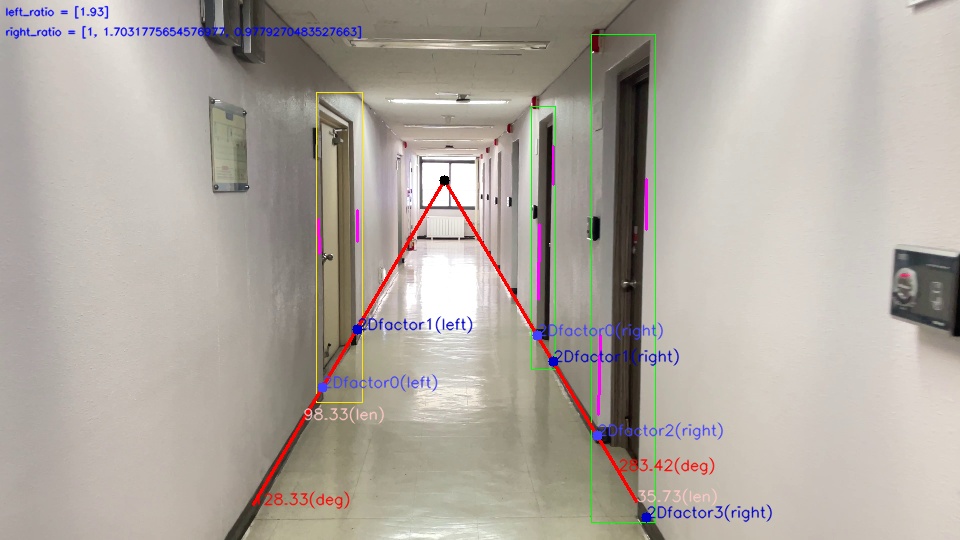 left_ratio = [1.93]
right_ratio = [1, 1.7031775654576977, 0.9779270483527663]
2Dfactor1(left)
2Dfactor0(right)
2Dfactor1(right)
2Dfactor0(left)
98.33(len)
2Dfactor2(right)
283.42(deg)
28.33(deg)
35.73(len)
2Dfactor3(right)